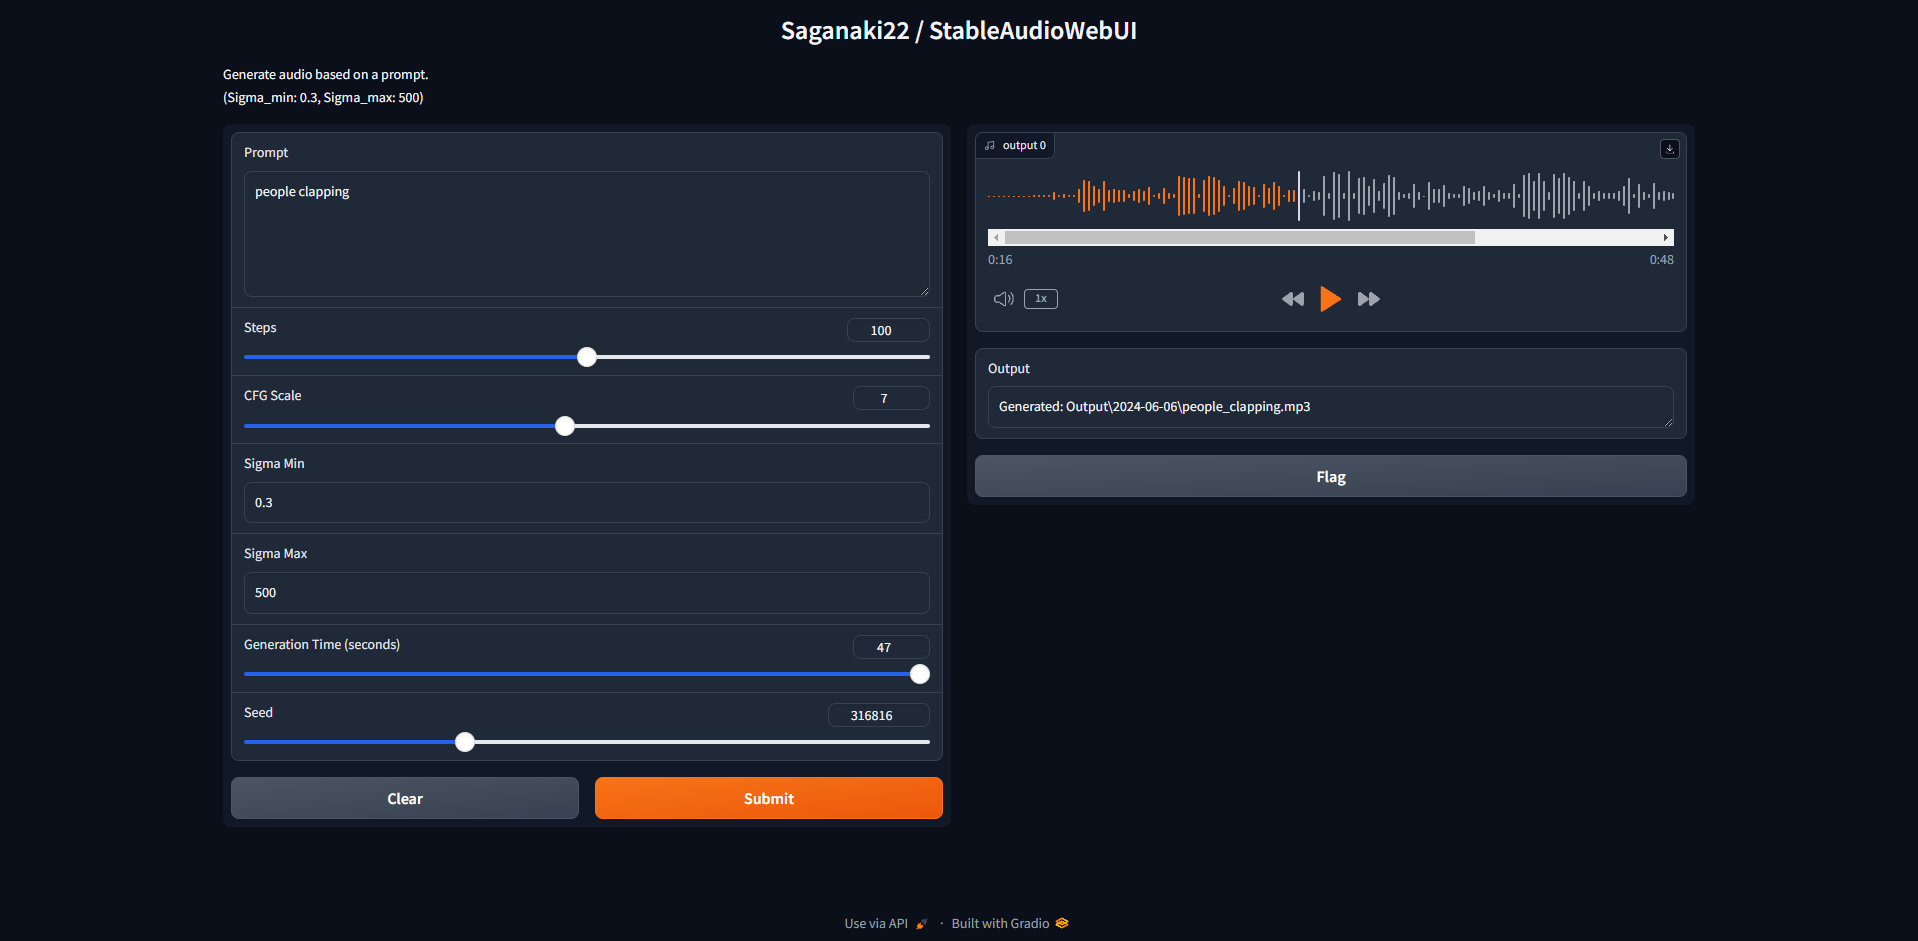 Saganaki22 / StableAudioWebUI
Generate audio based on a prompt.
(Sigma_min: 0.3, Sigma_max: 500)
Prompt
people clapping
Steps
100
CFG Scale
7
Sigma Min
0.3
Sigma Max
500
Generation Time (seconds)
47
Seed
316816
Clear
Submit
output 0
0:16
0:48
1x
Output
Generated: Output\2024-06-06\people_clapping.mp3
Flag
Use via API · Built with Gradio